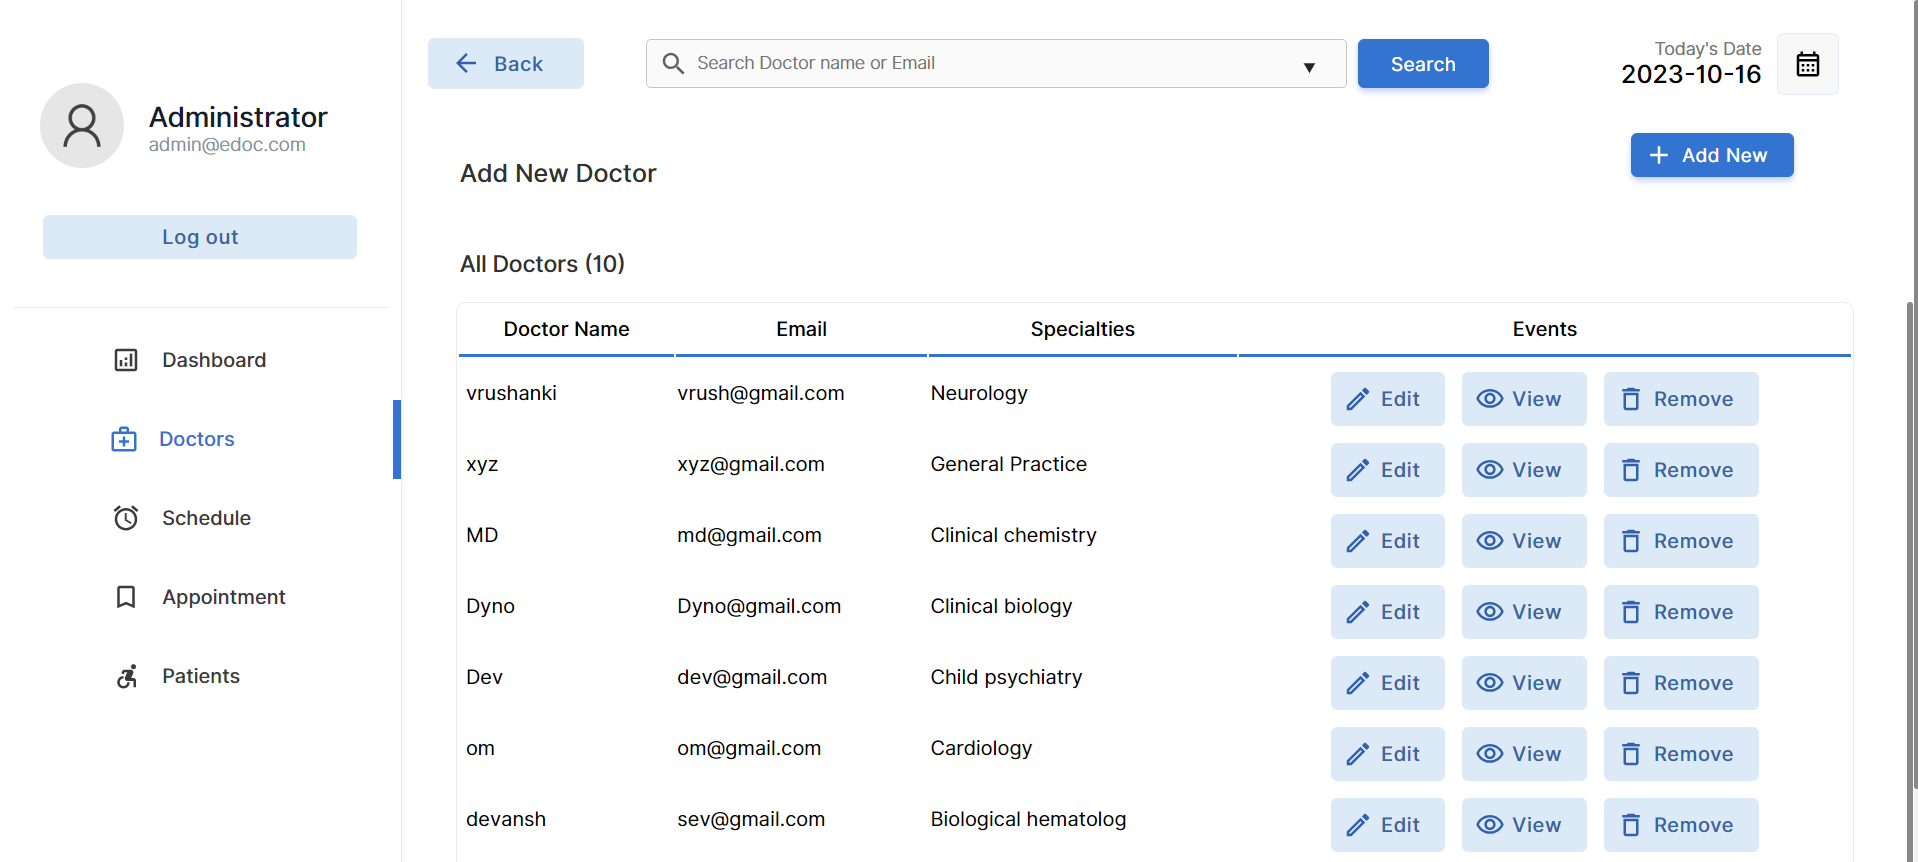 Administrator
admin@edoc.com
Log out
Dashboard
Doctors
Schedule
Appointment
Patients
Back
Search Doctor name or Email
Search
Today's Date
2023-10-16
Add New Doctor
Add New
All Doctors (10)
Doctor Name Email Specialties Events
vrushanki vrush@gmail.com Neurology Edit View Remove
xyz xyz@gmail.com General Practice Edit View Remove
MD md@gmail.com Clinical chemistry Edit View Remove
Dyno Dyno@gmail.com Clinical biology Edit View Remove
Dev dev@gmail.com Child psychiatry Edit View Remove
om om@gmail.com Cardiology Edit View Remove
devansh sev@gmail.com Biological hematolog Edit View Remove